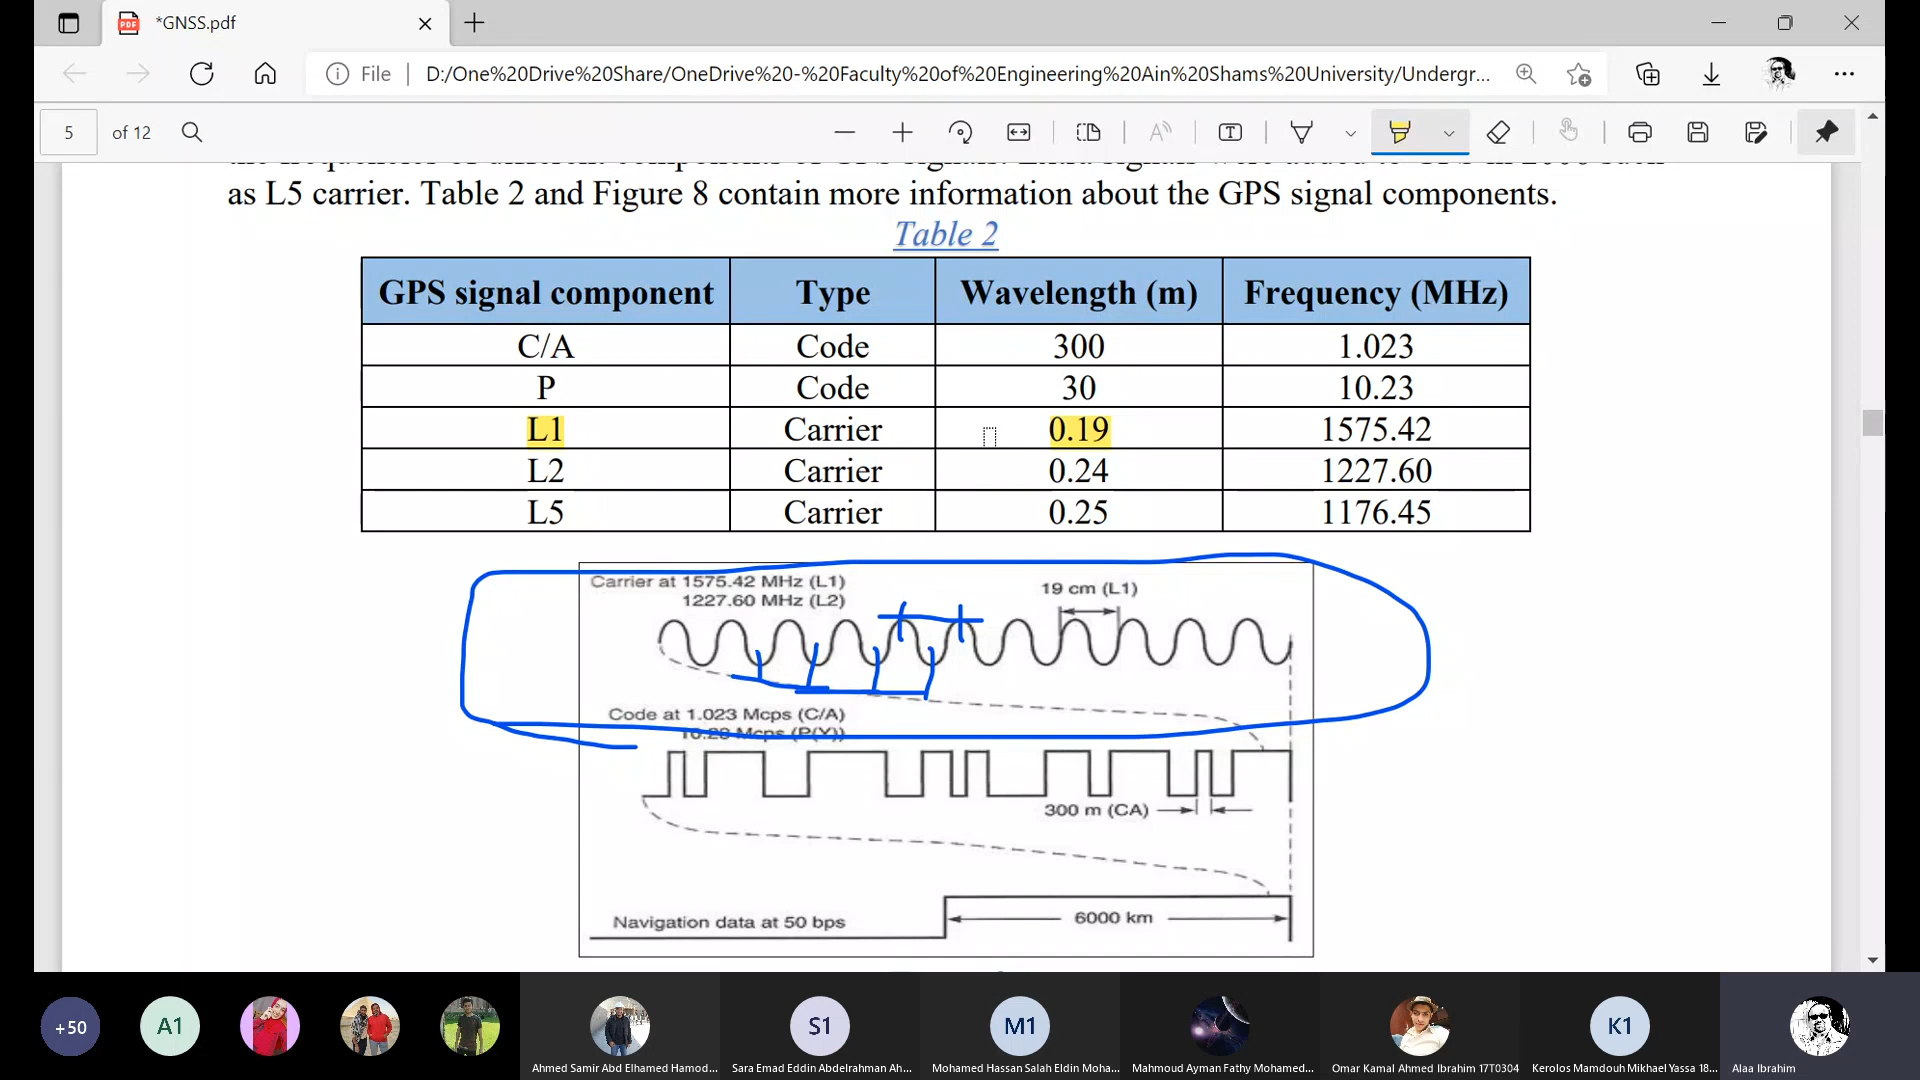 *GNSS.pdf
File
D:/One%20Drive%20Share/OneDrive%20-%20Faculty%20of%20Engineering%20Ain%20Shams%20University/Undergr...
5 of 12
as L5 carrier. Table 2 and Figure 8 contain more information about the GPS signal components.
Table 2
GPS signal component Type Wavelength (m) Frequency (MHz)
C/A Code 300 1.023
P Code 30 10.23
L1 Carrier 0.19 1575.42
L2 Carrier 0.24 1227.60
L5 Carrier 0.25 1176.45
Carrier at 1575.42 MHz (L1)
1227.60 MHz (L2)
19 cm (L1)
Code at 1.023 Mcps (C/A)
10.23 Mcps (P(Y))
300 m (CA)
Navigation data at 50 bps
6000 km
+50
A1
S1
M1
K1
Ahmed Samir Abd Elhamed Hamod...
Sara Emad Eddin Abdelrahman Ah...
Mohamed Hassan Salah Eldin Moha...
Mahmoud Ayman Fathy Mohamed...
Omar Kamal Ahmed Ibrahim 17T0304
Kerolos Mamdouh Mikhael Yassa 18...
Alaa Ibrahim